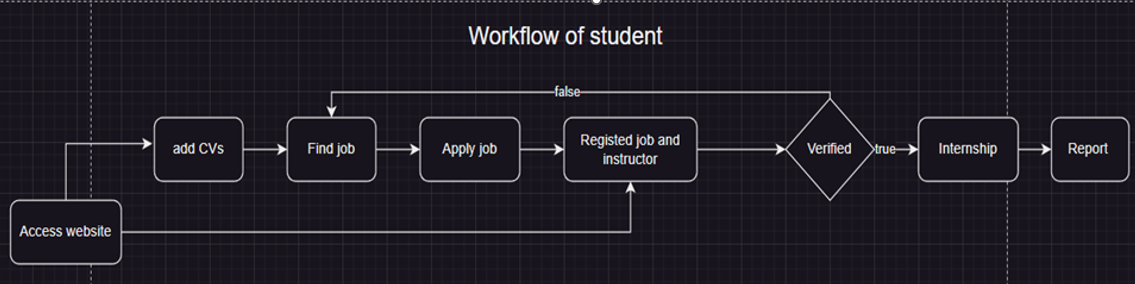 Workflow of student
false
add CVs
Find job
Apply job
Registed job and
instructor
Verified
true
Internship
Report
Access website